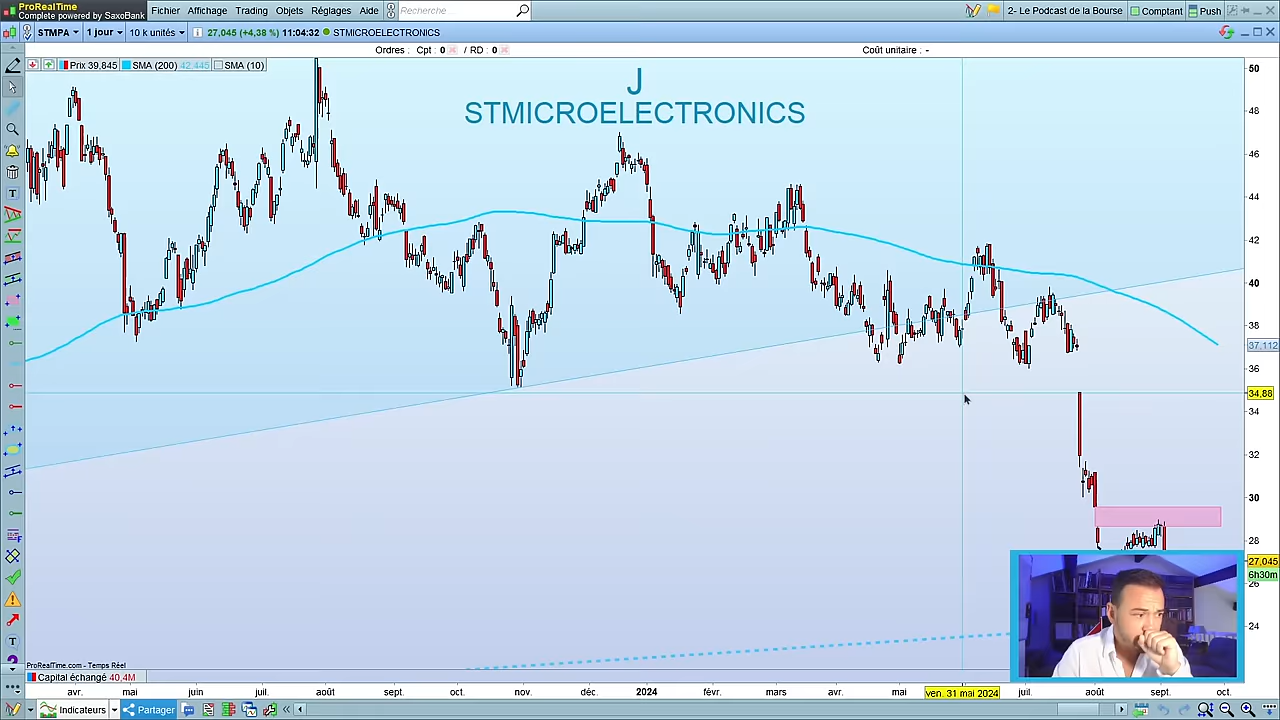 ProRealTime
Complete powered by SaxoBank
Fichier Affichage Trading Objets Réglages Aide Recherche 2- Le Podcast de la Bourse Comptant Push
STMPA 1 jour 10 k unités 27,045 (+4,38 %) 11:04:32 STMICROELECTRONICS
Ordres : Cpt : 0 / RD : 0 Coût unitaire : -
Prix 39,845 SMA (200) 42,445 SMA (10)
J
STMICROELECTRONICS
50
48
46
44
42
40
38
37,112
36
34,88
34
32
30
28
27,045
6h30m
26
24
ProRealTime.com - Temps Réel
Capital échangé 40,4M
avr. mai juin juil. août sept. oct. nov. déc. 2024 févr. mars avr. mai ven. 31 mai 2024 juil. août sept. oct.
Indicateurs Partager